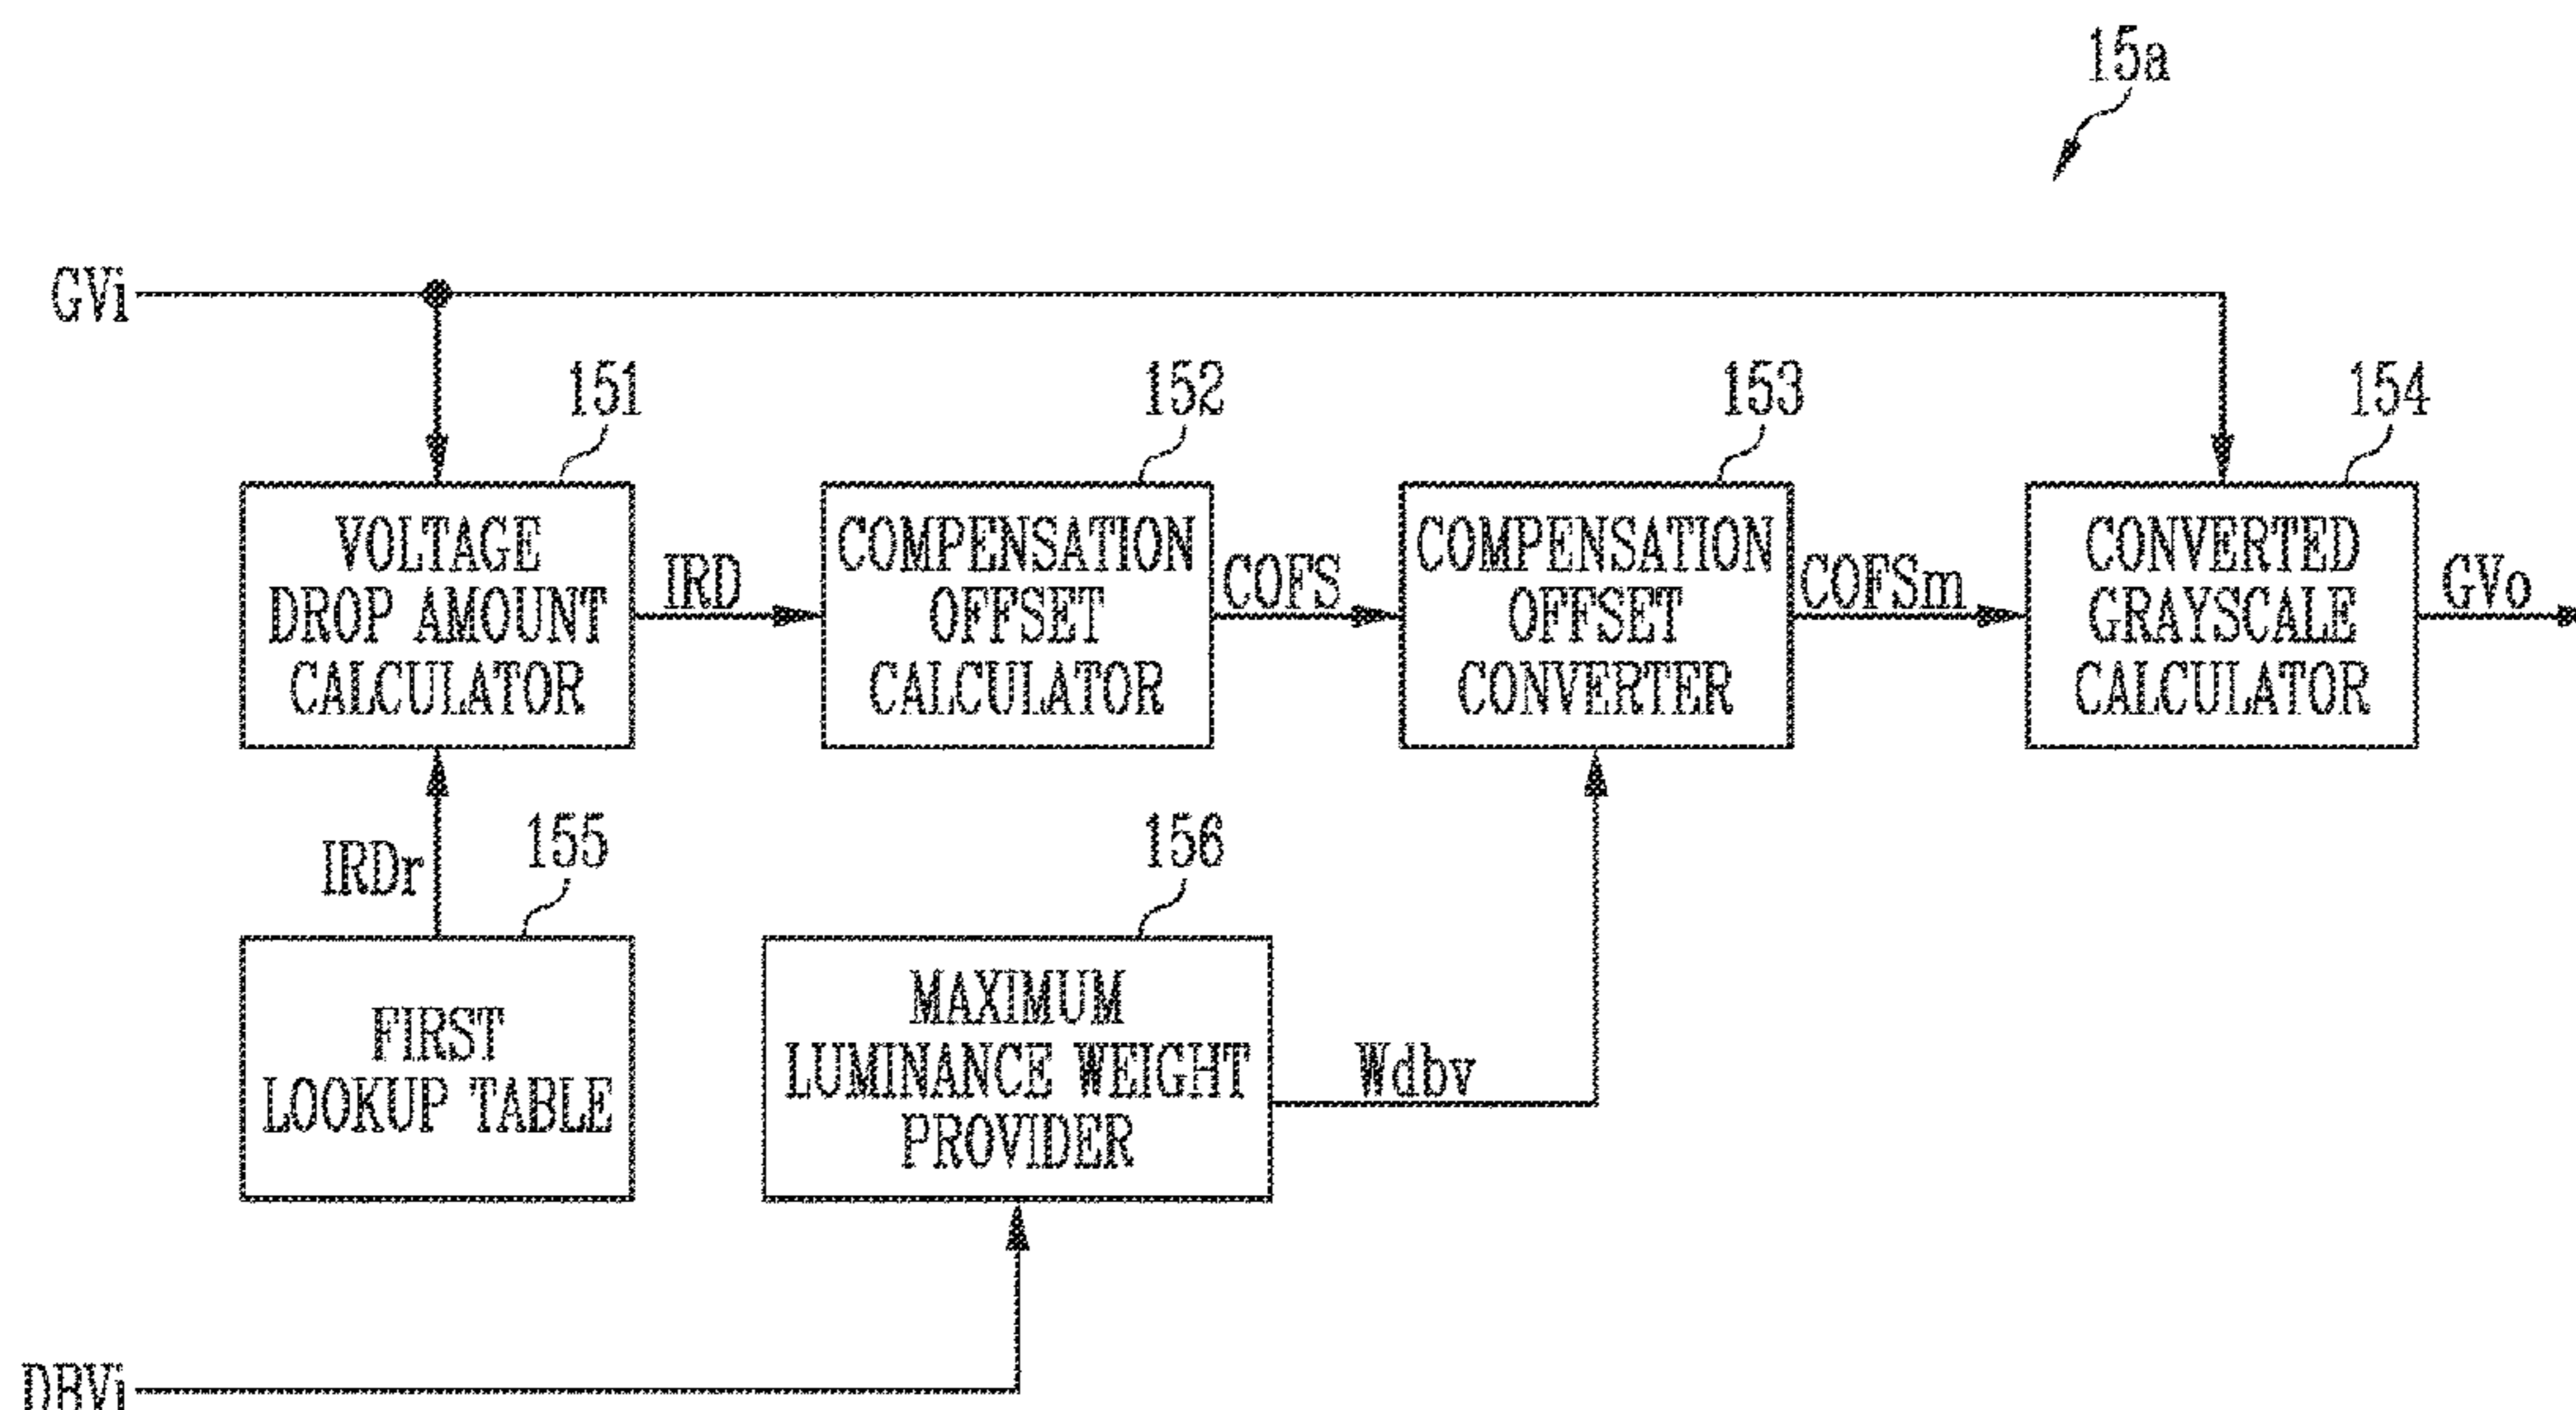 15a
GVi
151
152
153
154
VOLTAGE
DROP AMOUNT
CALCULATOR
IRD
COMPENSATION
OFFSET
CALCULATOR
COFS
COMPENSATION
OFFSET
CONVERTER
COFSm
CONVERTED
GRAYSCALE
CALCULATOR
GVo
IRDr
155
156
FIRST
LOOKUP TABLE
MAXIMUM
LUMINANCE WEIGHT
PROVIDER
Wdbv
DBVi